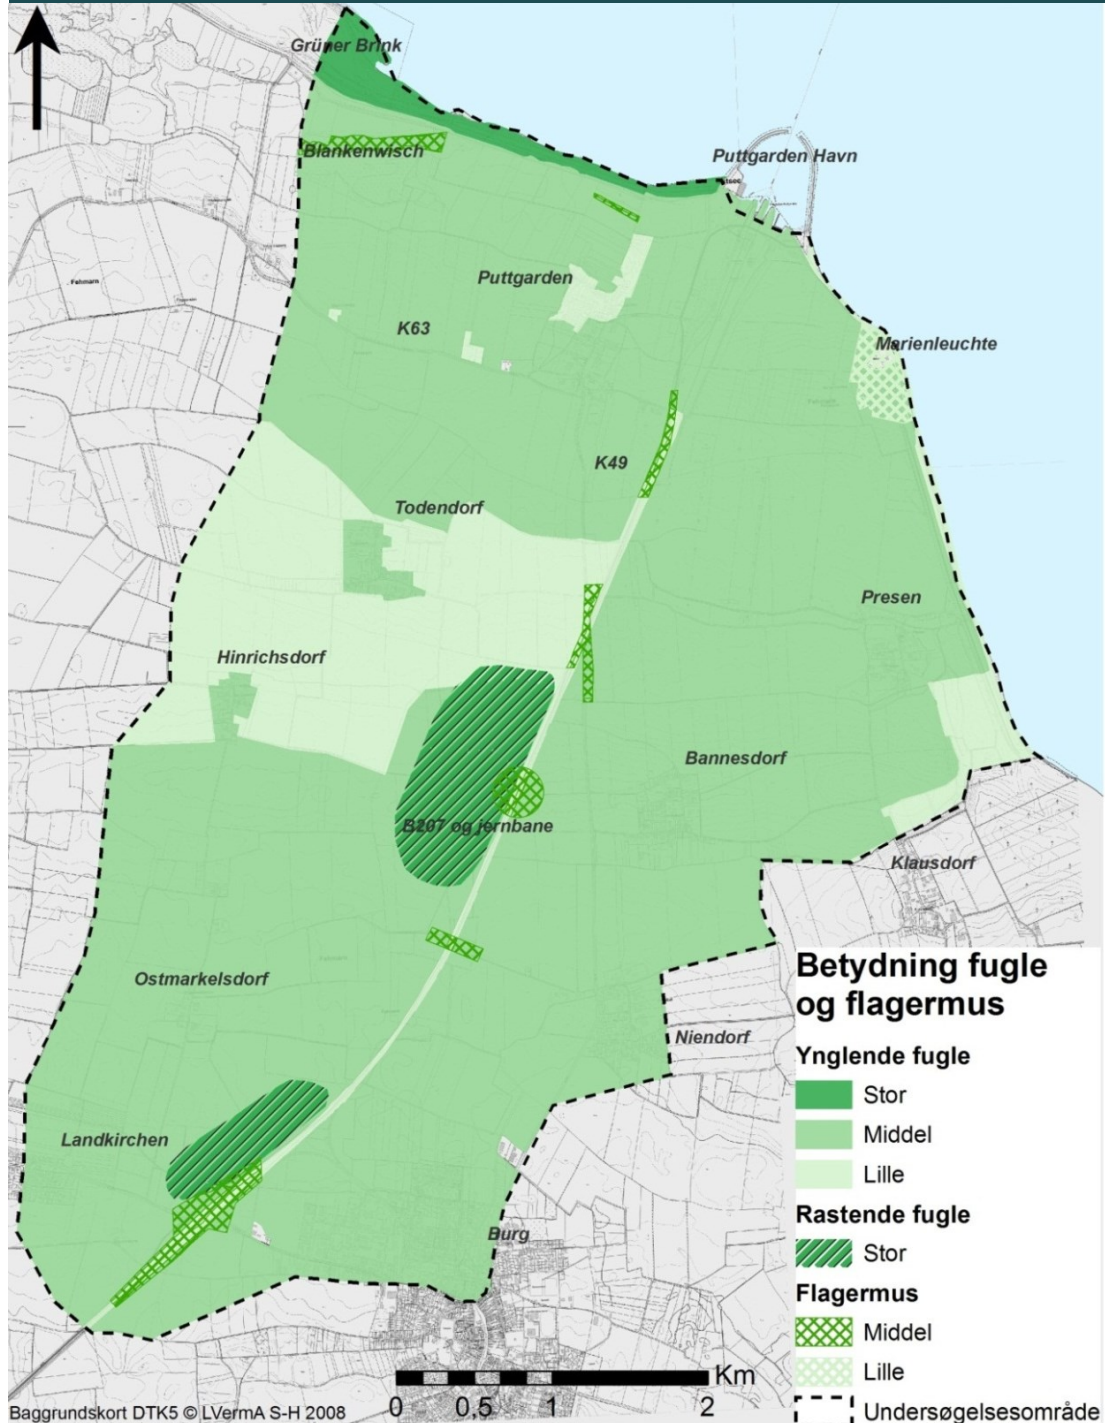 Grüner Brink
Blankenwisch
Puttgarden Havn
Puttgarden
K63
Marienleuchte
K49
Todendorf
Presen
Hinrichsdorf
Bannesdorf
B207 og jernbane
Klausdorf
Ostmarkelsdorf
Niendorf
Landkirchen
Burg
Betydning fugle
og flagermus
Ynglende fugle
Stor
Middel
Lille
Rastende fugle
Stor
Flagermus
Middel
Lille
Undersøgelsesområde
Km
0 0,5 1 2
Baggrundskort DTK5 © LVermA S-H 2008